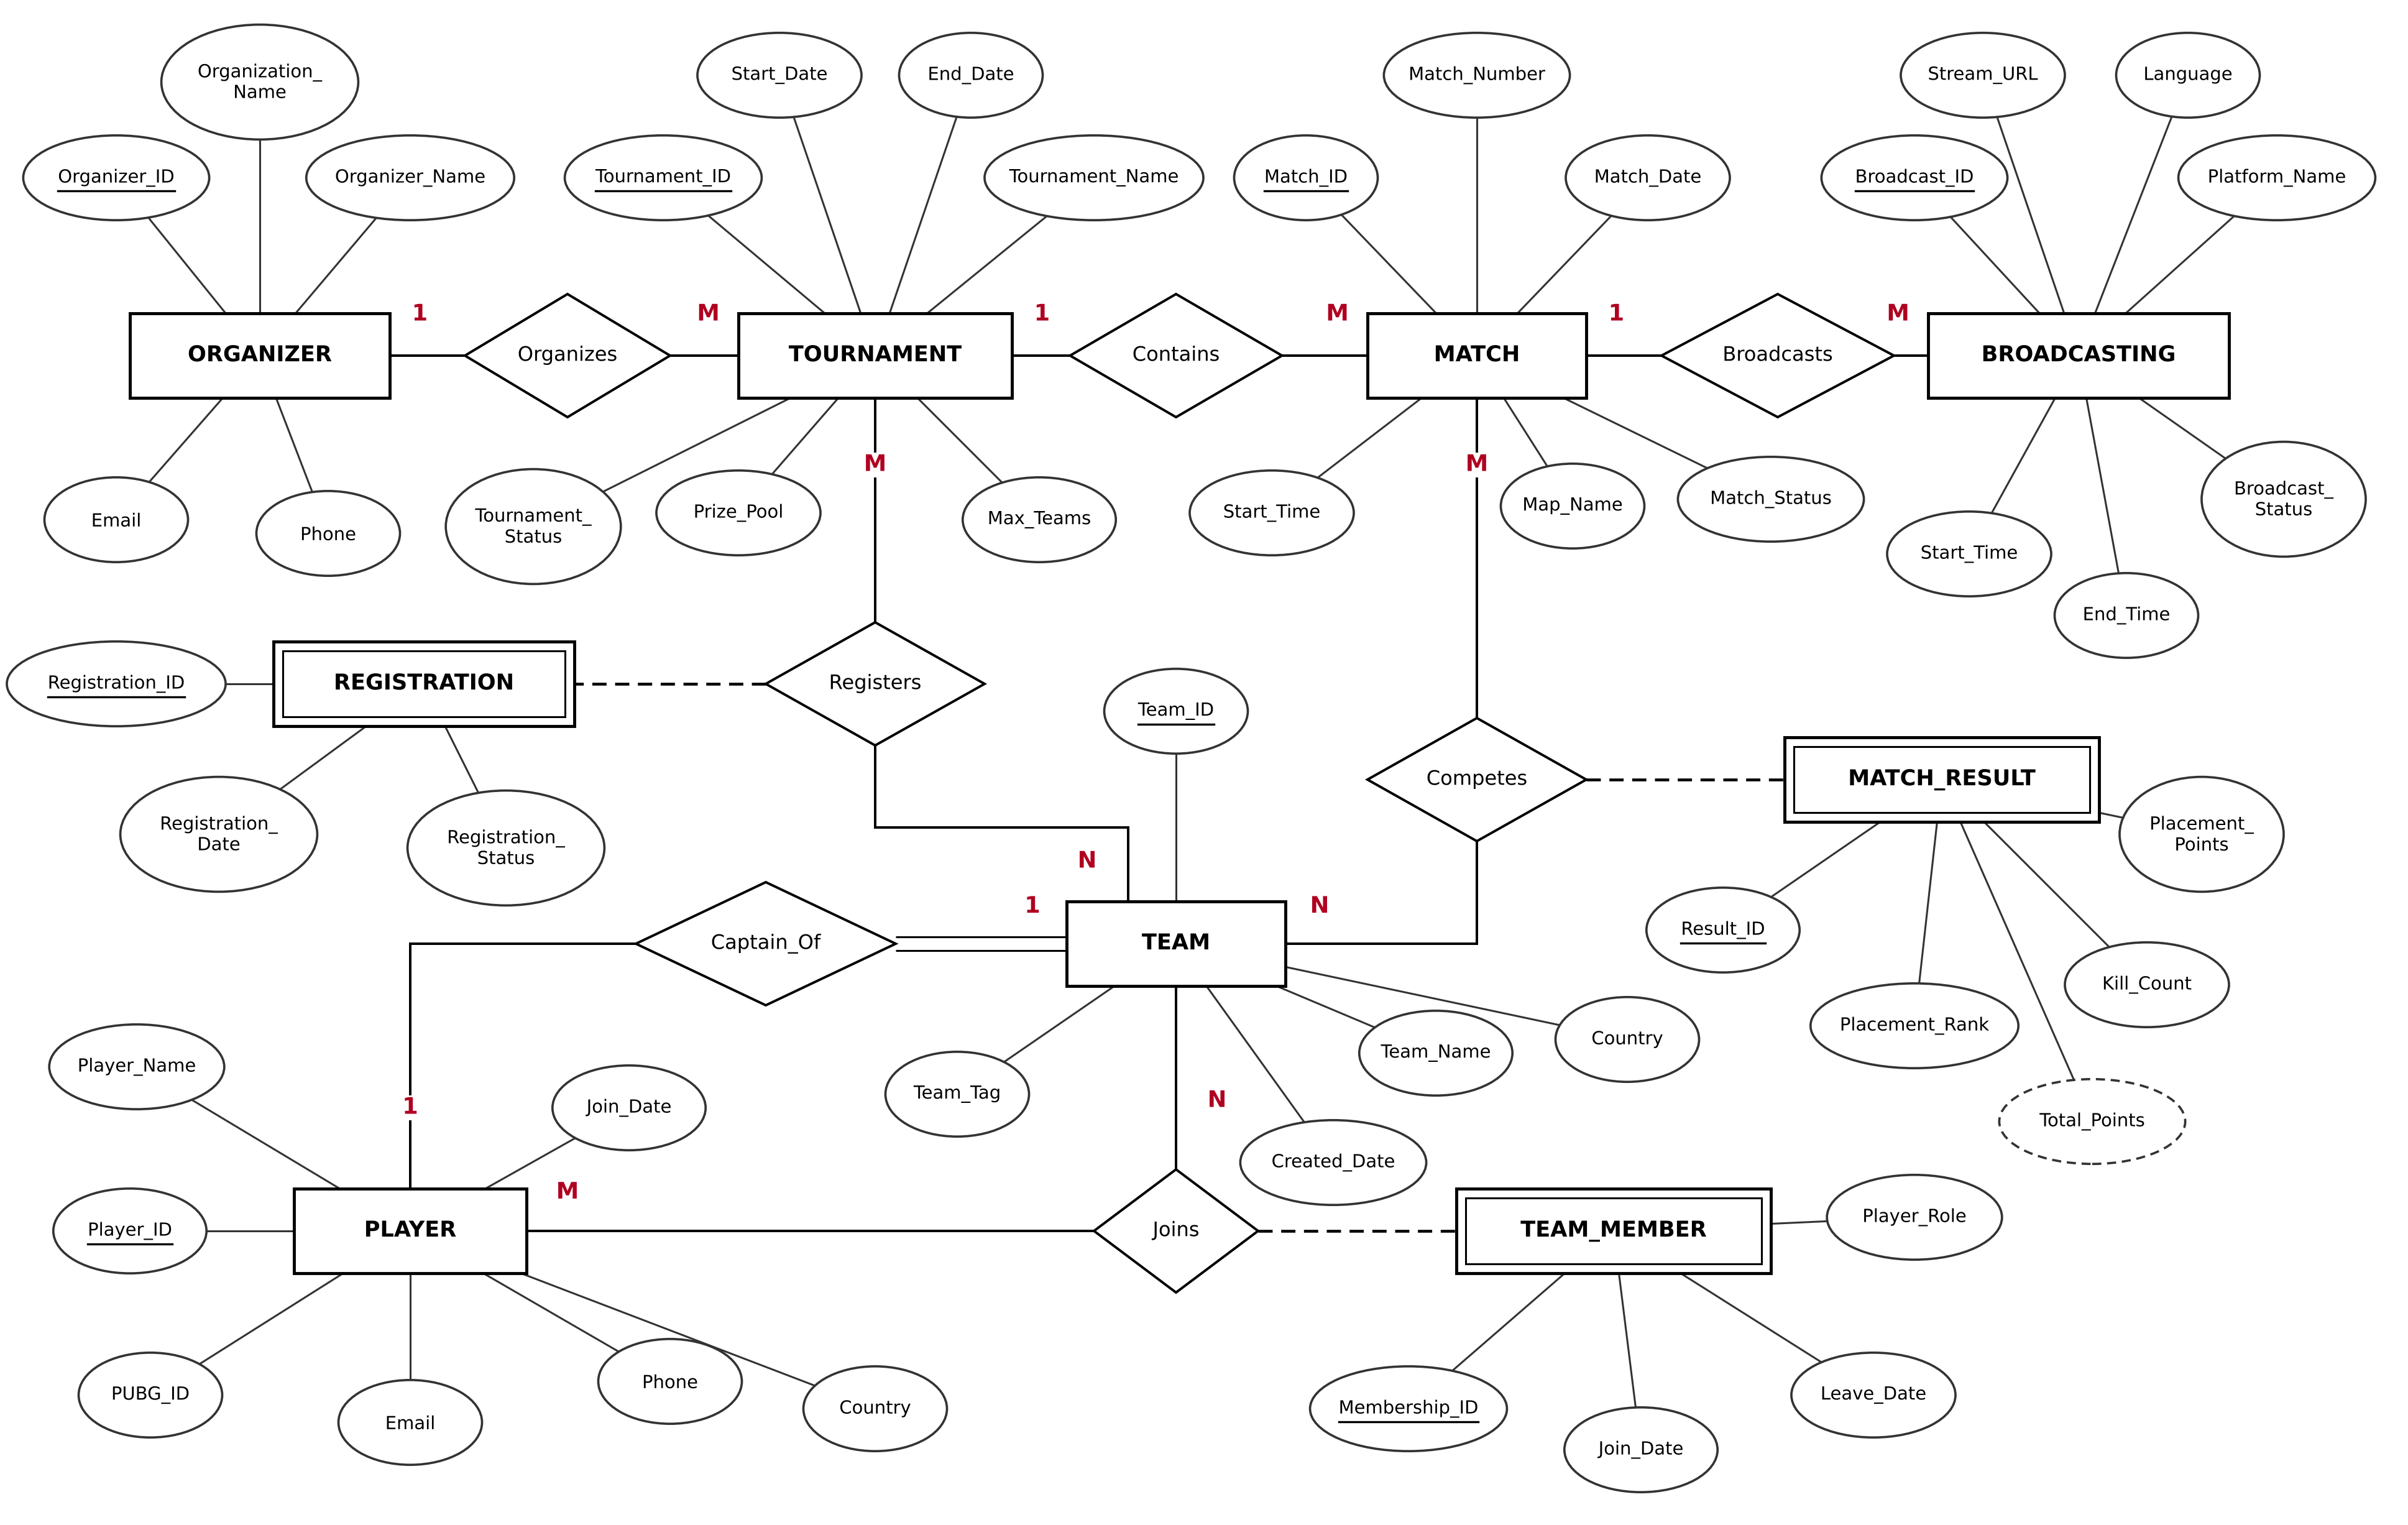 Organization_
Name
Start_Date
End_Date
Match_Number
Stream_URL
Language
Organizer_ID
Organizer_Name
Tournament_ID
Tournament_Name
Match_ID
Match_Date
Broadcast_ID
Platform_Name
1
M
1
M
1
M
ORGANIZER
Organizes
TOURNAMENT
Contains
MATCH
Broadcasts
BROADCASTING
M
M
Email
Phone
Tournament_
Status
Prize_Pool
Max_Teams
Start_Time
Map_Name
Match_Status
Broadcast_
Status
Start_Time
End_Time
Registration_ID
REGISTRATION
Registers
Team_ID
Competes
MATCH_RESULT
Registration_
Date
Registration_
Status
Placement_
Points
N
1
N
Captain_Of
TEAM
Result_ID
Kill_Count
Placement_Rank
Player_Name
Join_Date
Team_Tag
Team_Name
Country
1
N
Created_Date
Total_Points
M
Player_ID
PLAYER
Joins
TEAM_MEMBER
Player_Role
PUBG_ID
Email
Phone
Country
Membership_ID
Join_Date
Leave_Date